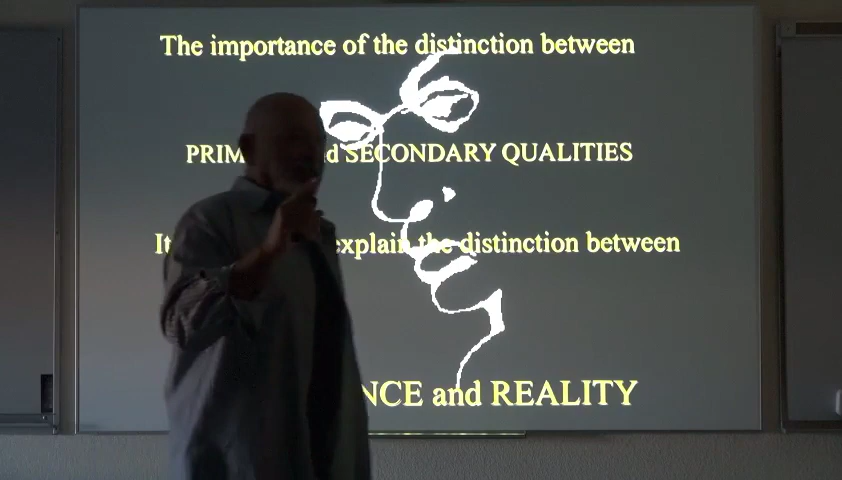 The importance of the distinction between
PRIM d SECONDARY QUALITIES
It explain the distinction between
NCE and REALITY